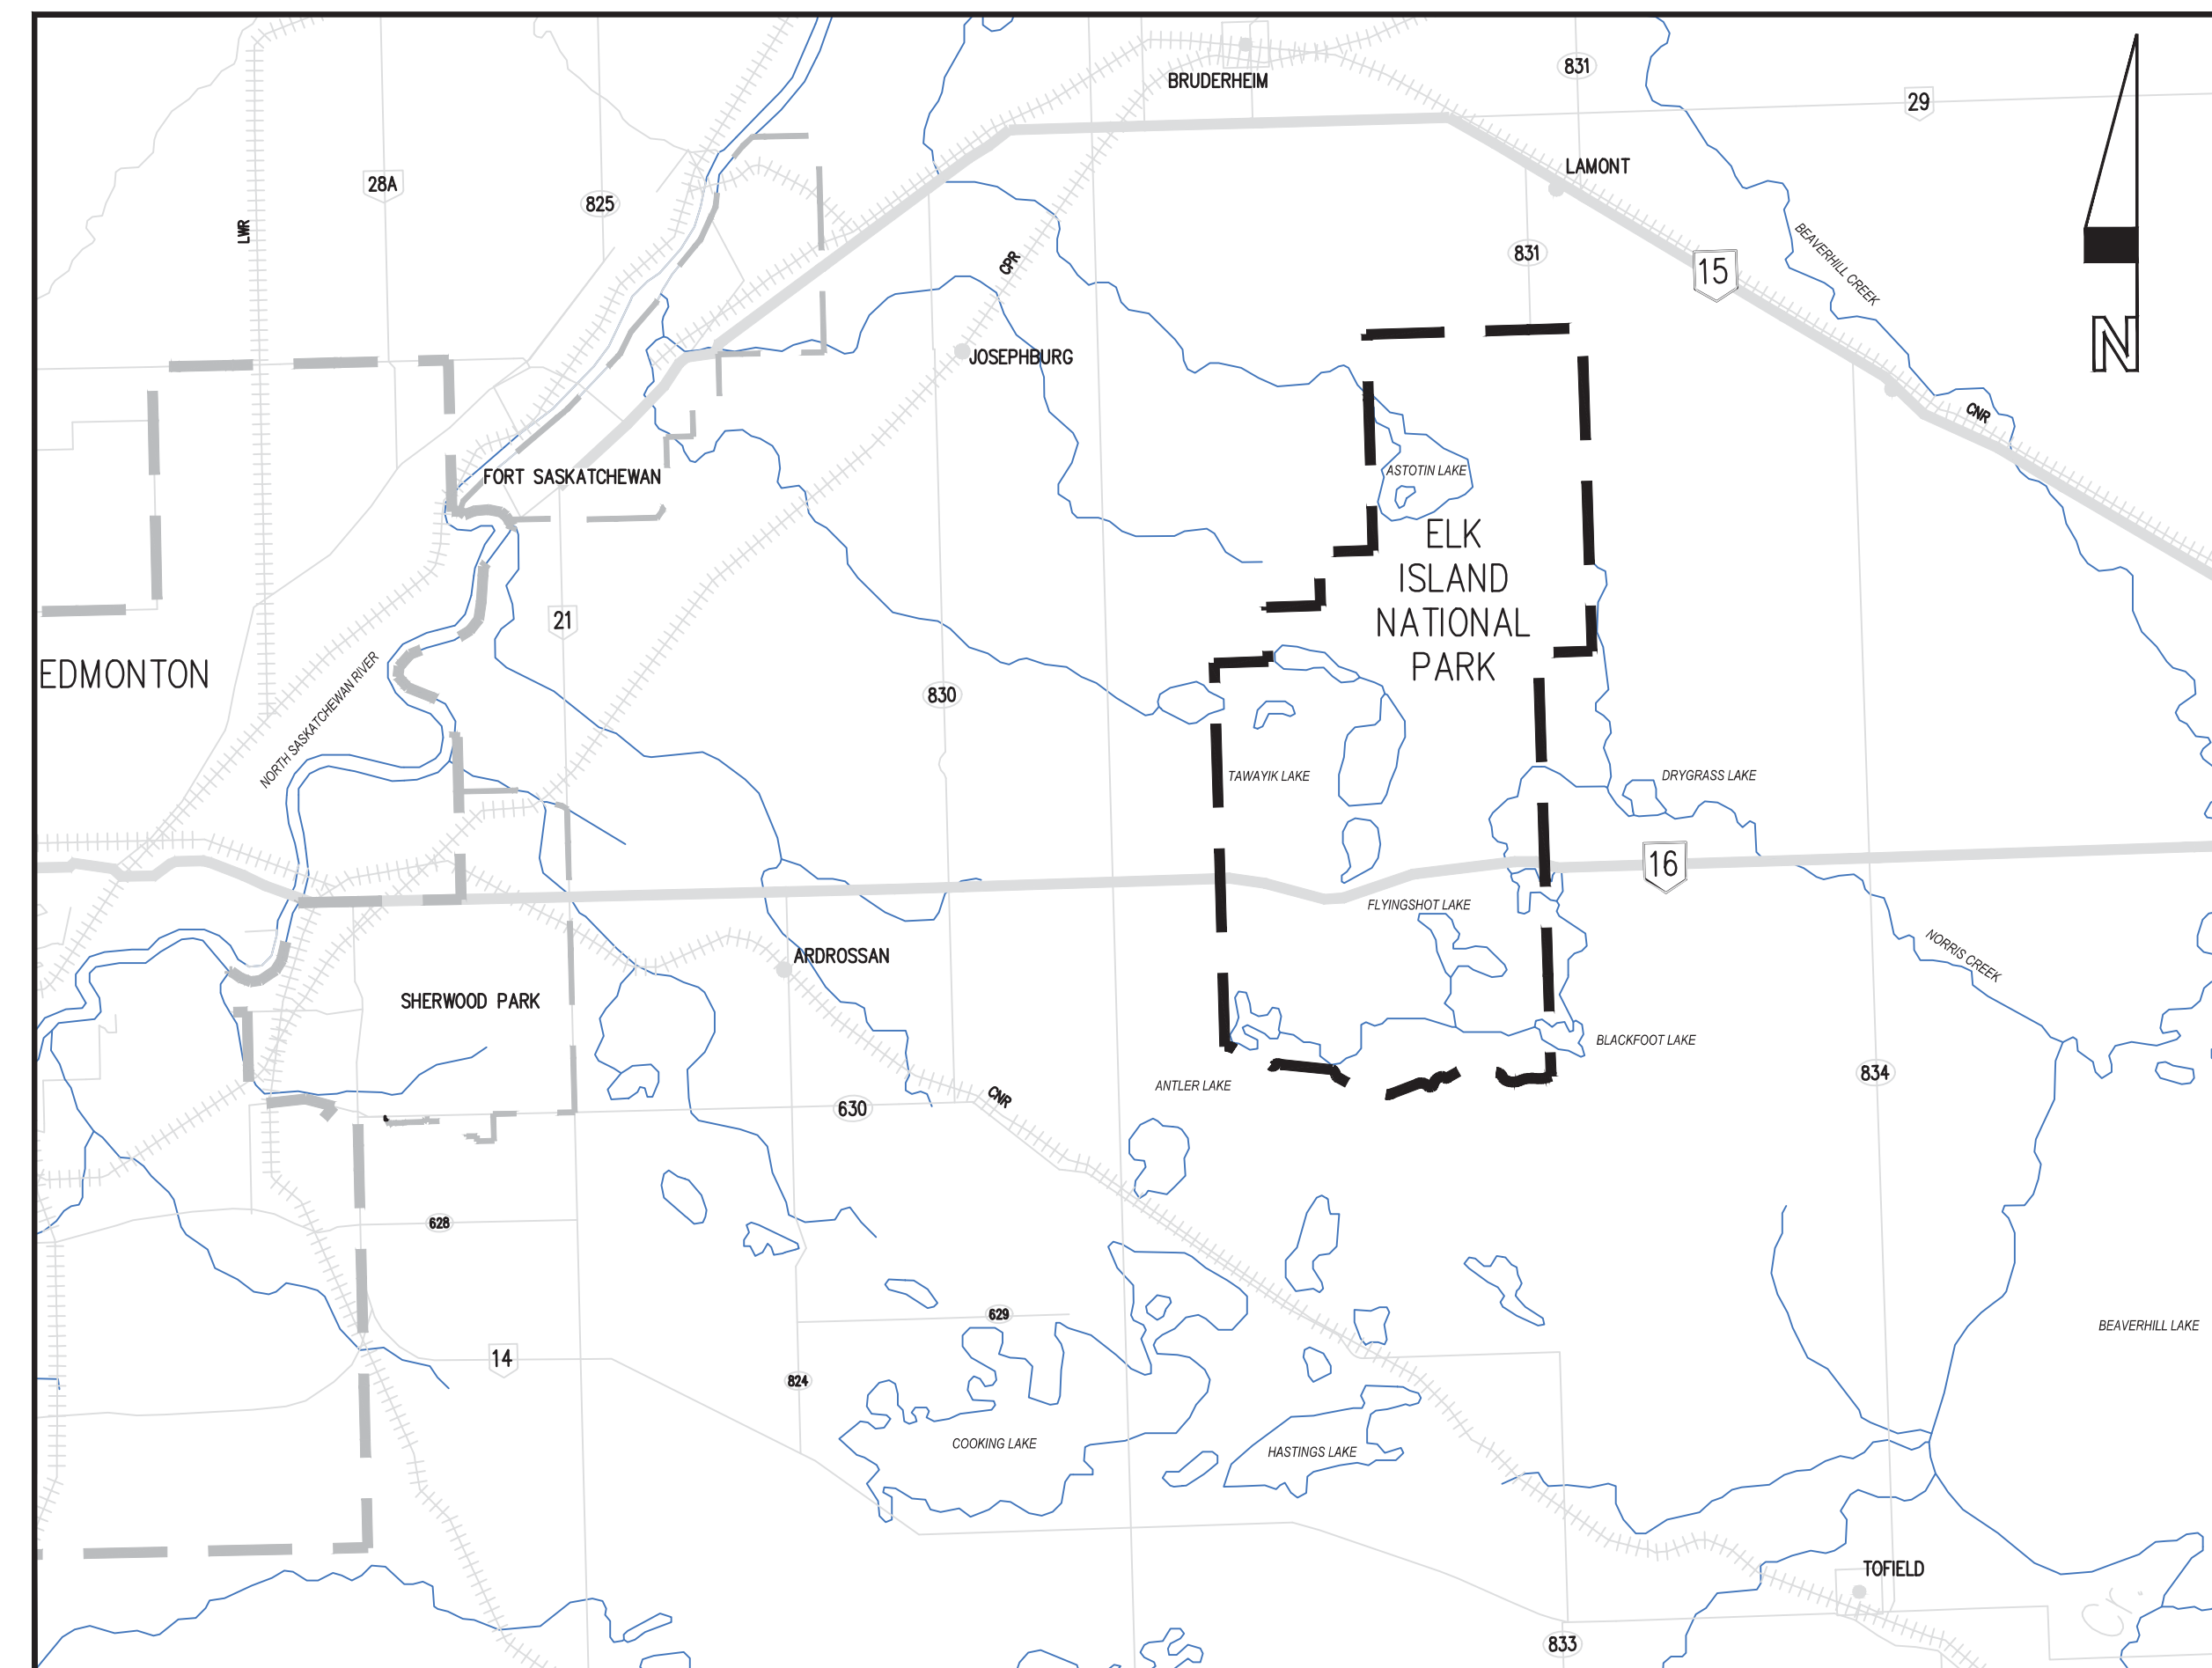 831
BRUDERHEIM
29
LAMONT
28A
825
LWR
831
15
BEAVERHILL CREEK
CPR
N
JOSEPHBURG
CNR
FORT SASKATCHEWAN
ASTOTIN LAKE
ELK
ISLAND
NATIONAL
PARK
21
EDMONTON
NORTH SASKATCHEWAN RIVER
830
TAWAYIK LAKE
DRYGRASS LAKE
16
FLYINGSHOT LAKE
ARDROSSAN
NORRIS CREEK
SHERWOOD PARK
BLACKFOOT LAKE
834
ANTLER LAKE
CNR
630
628
629
BEAVERHILL LAKE
14
824
COOKING LAKE
HASTINGS LAKE
TOFIELD
Cr.
833